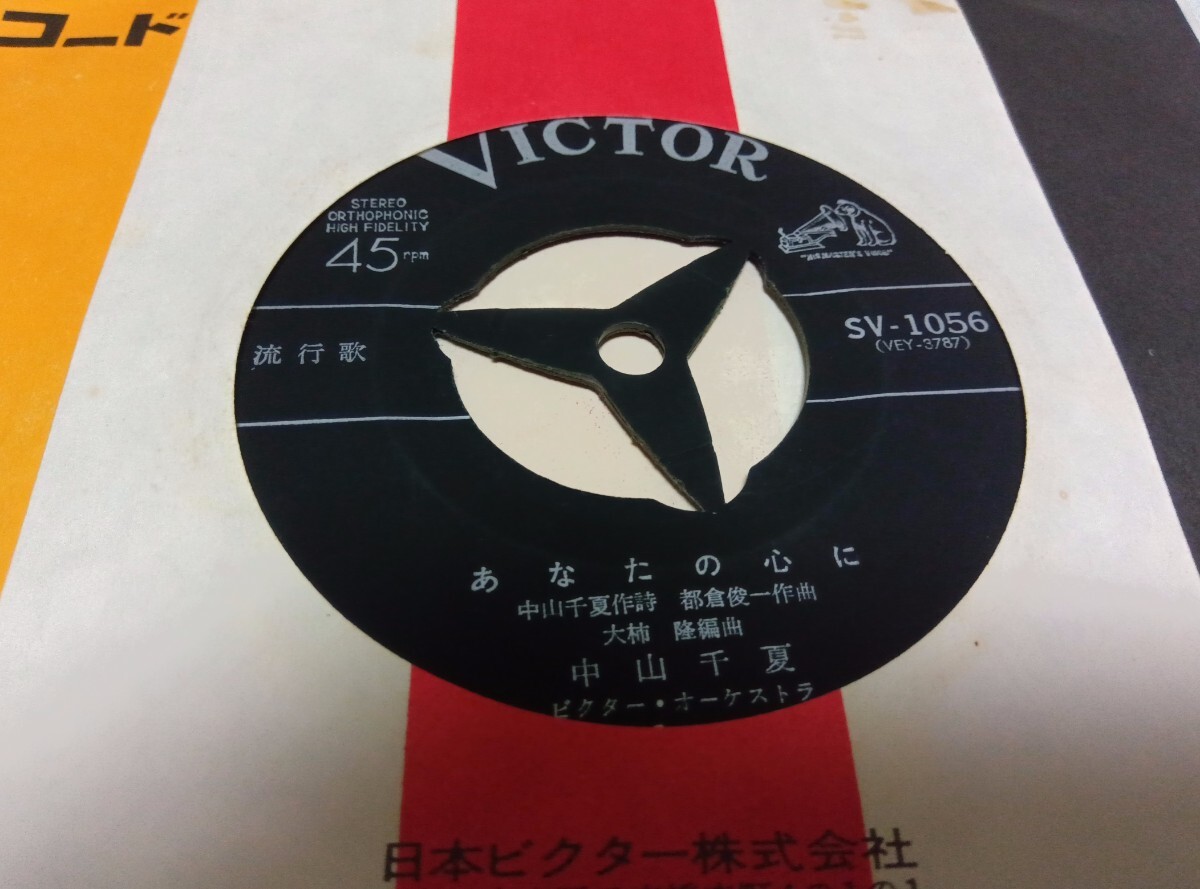 コード
VICTOR
STEREO
ORTHOPHONIC
HIGH FIDELITY
45 rpm
"HIS MASTER'S VOICE"
SV-1056
(VEY-3787)
流行歌
あなたの心に
中山千夏作詩 都倉俊一作曲
大柿 隆編曲
中山千夏
ビクター・オーケストラ
日本ビクター株式会社